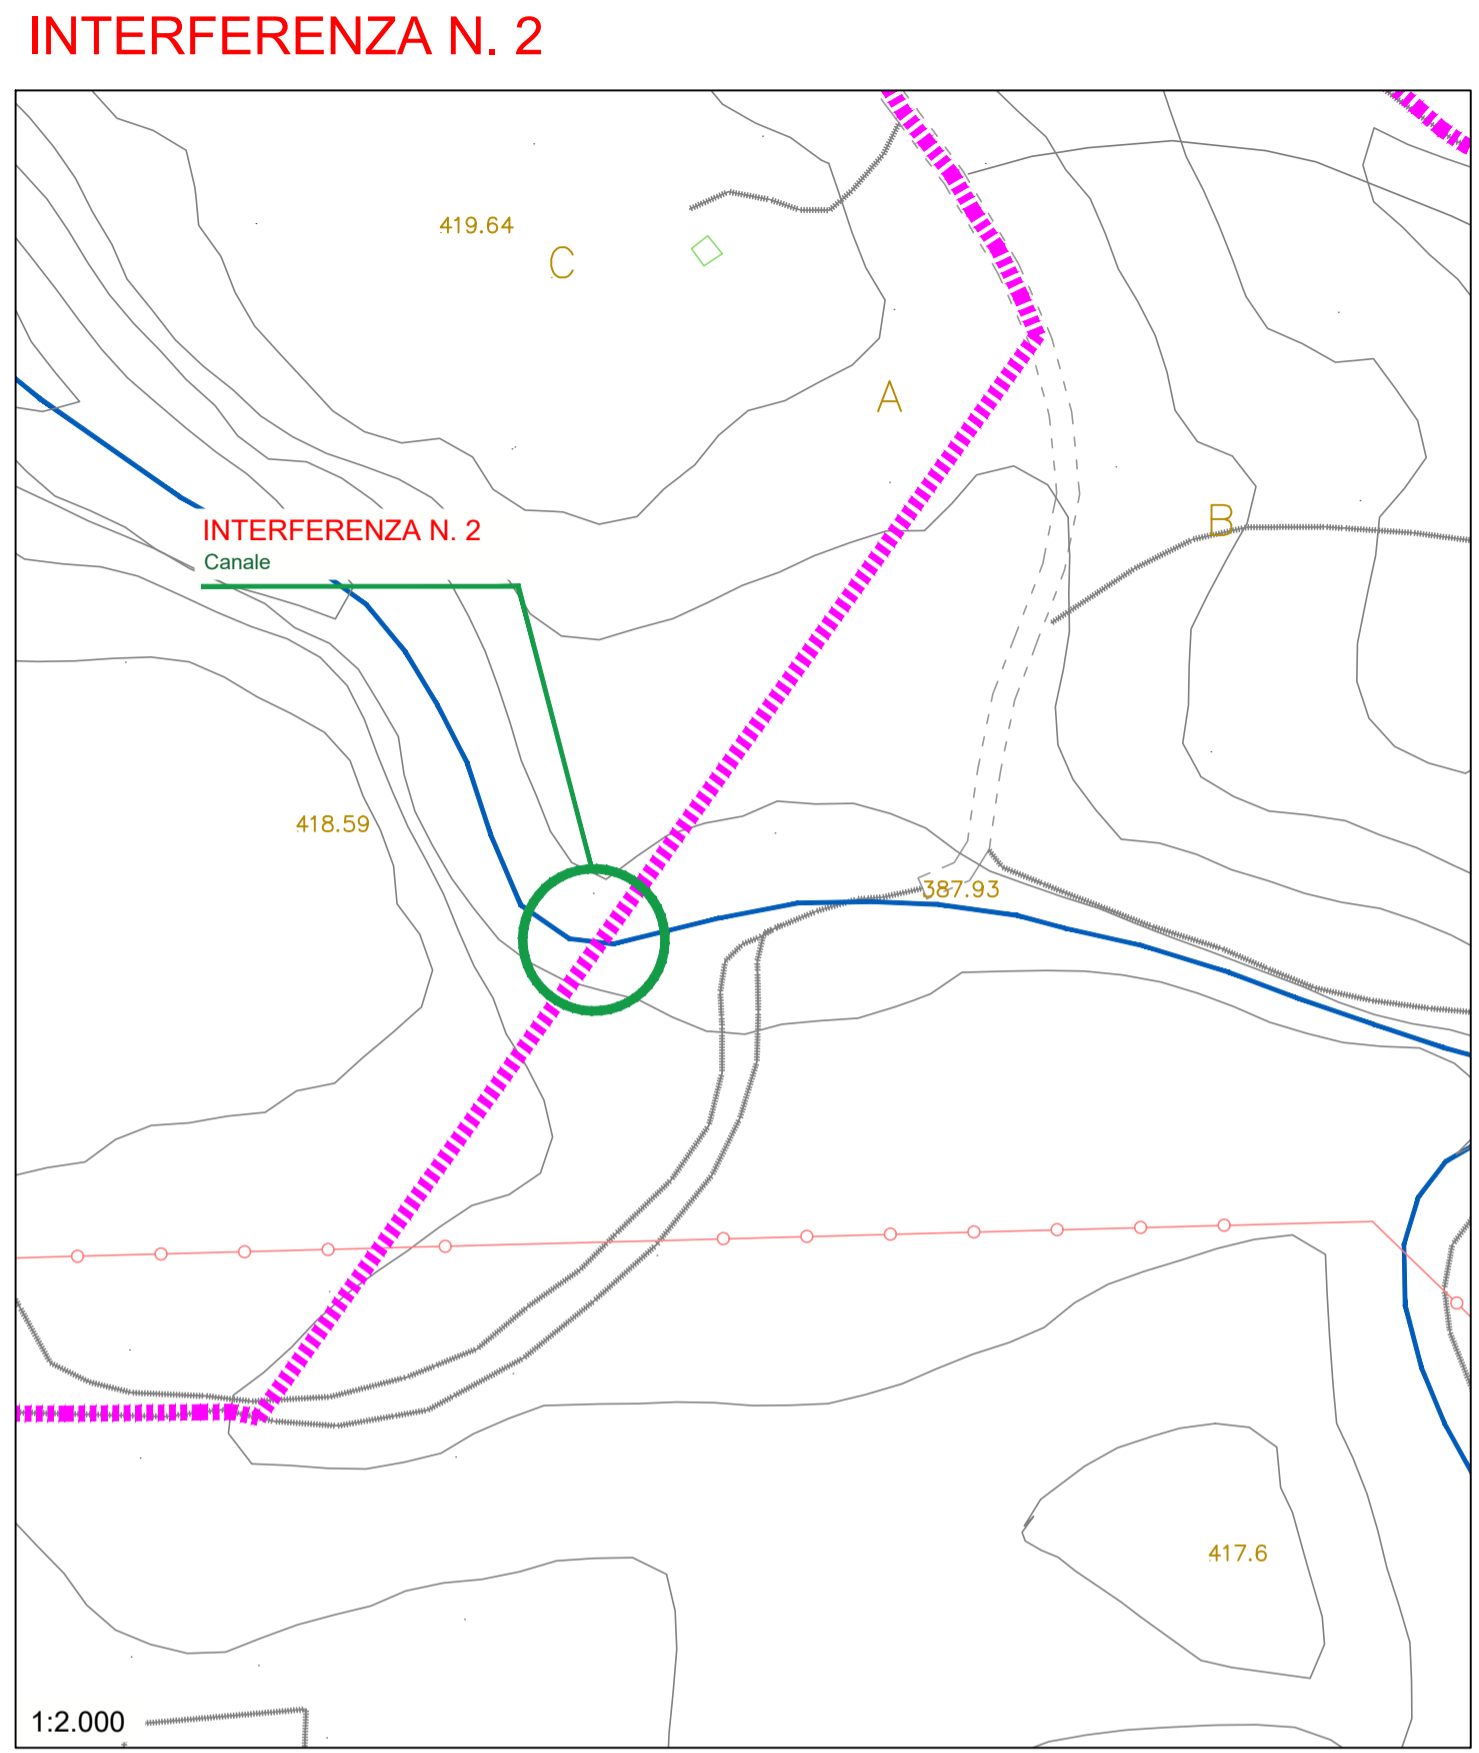 INTERFERENZA N. 2
419.64
C
A
B
INTERFERENZA N. 2
Canale
418.59
387.93
417.6
1:2.000